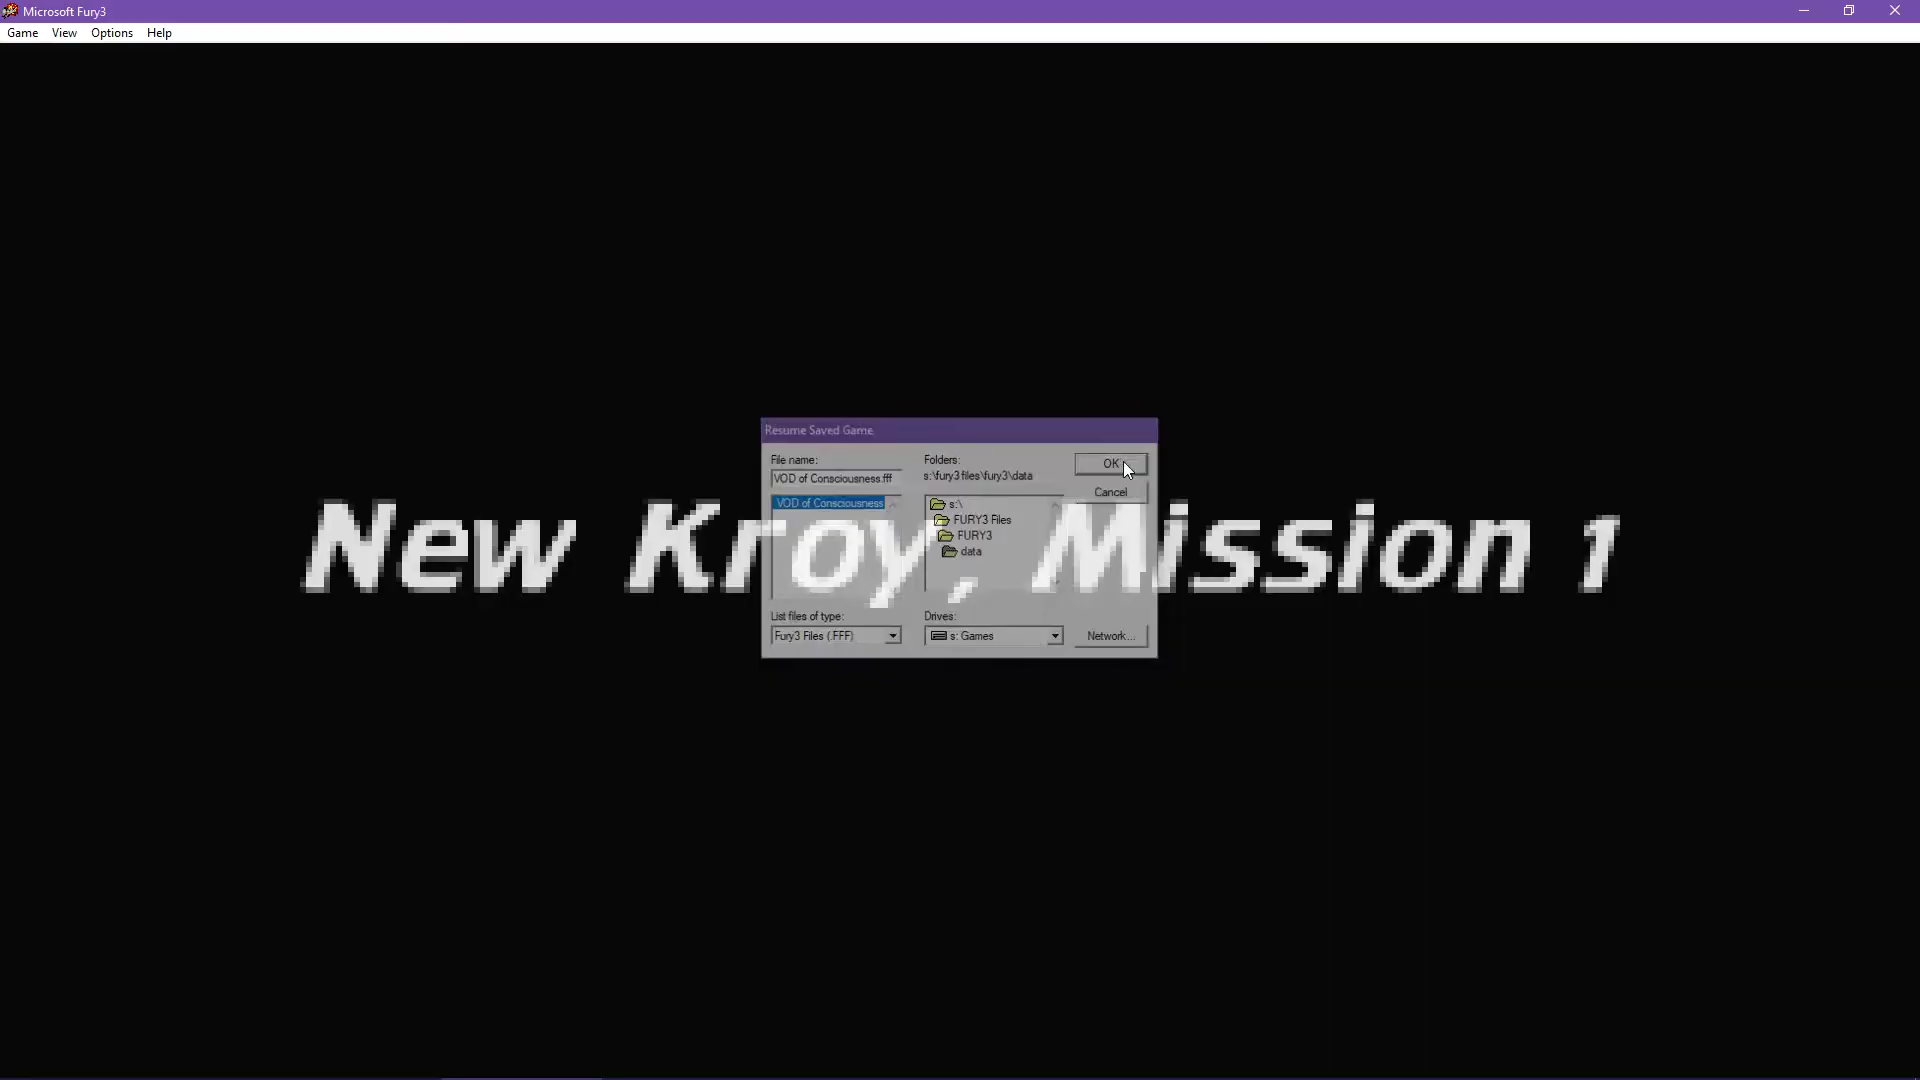 Microsoft Fury3
Game View Options Help
Resume Saved Game
File name:
VOD of Consciousness.fff
VOD of Consciousness
Folders:
s:\fury3 files\fury3\data
s:\
FURY3 Files
FURY3
data
OK
Cancel
New Kroy, Mission 1
List files of type:
Fury3 Files (.FFF)
Drives:
s: Games
Network...